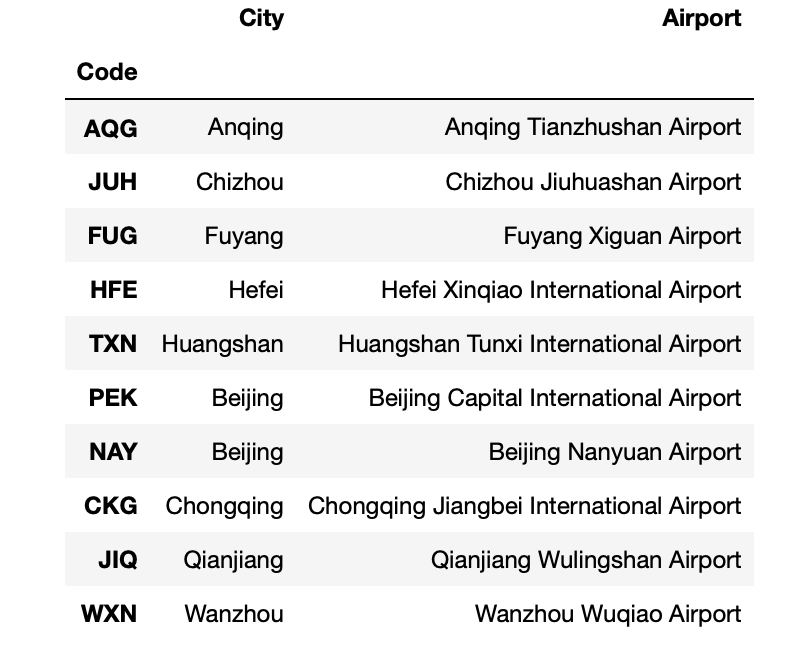 City Airport
Code
AQG Anqing Anqing Tianzhushan Airport
JUH Chizhou Chizhou Jiuhuashan Airport
FUG Fuyang Fuyang Xiguan Airport
HFE Hefei Hefei Xinqiao International Airport
TXN Huangshan Huangshan Tunxi International Airport
PEK Beijing Beijing Capital International Airport
NAY Beijing Beijing Nanyuan Airport
CKG Chongqing Chongqing Jiangbei International Airport
JIQ Qianjiang Qianjiang Wulingshan Airport
WXN Wanzhou Wanzhou Wuqiao Airport